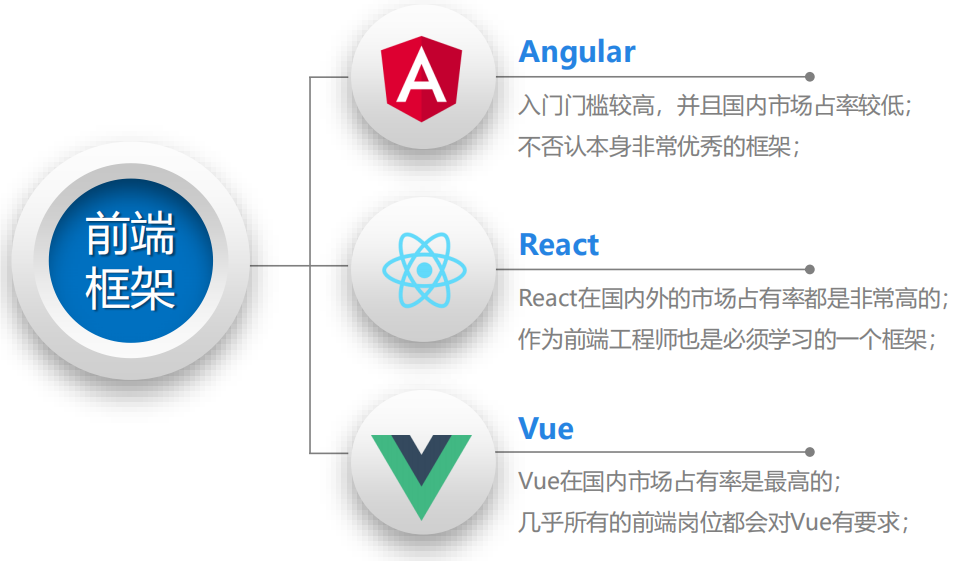 前端
框架
Angular
入门门槛较高，并且国内市场占率较低；
不否认本身非常优秀的框架；
React
React在国内外的市场占有率都是非常高的；
作为前端工程师也是必须学习的一个框架；
Vue
Vue在国内市场占有率是最高的；
几乎所有的前端岗位都会对Vue有要求；